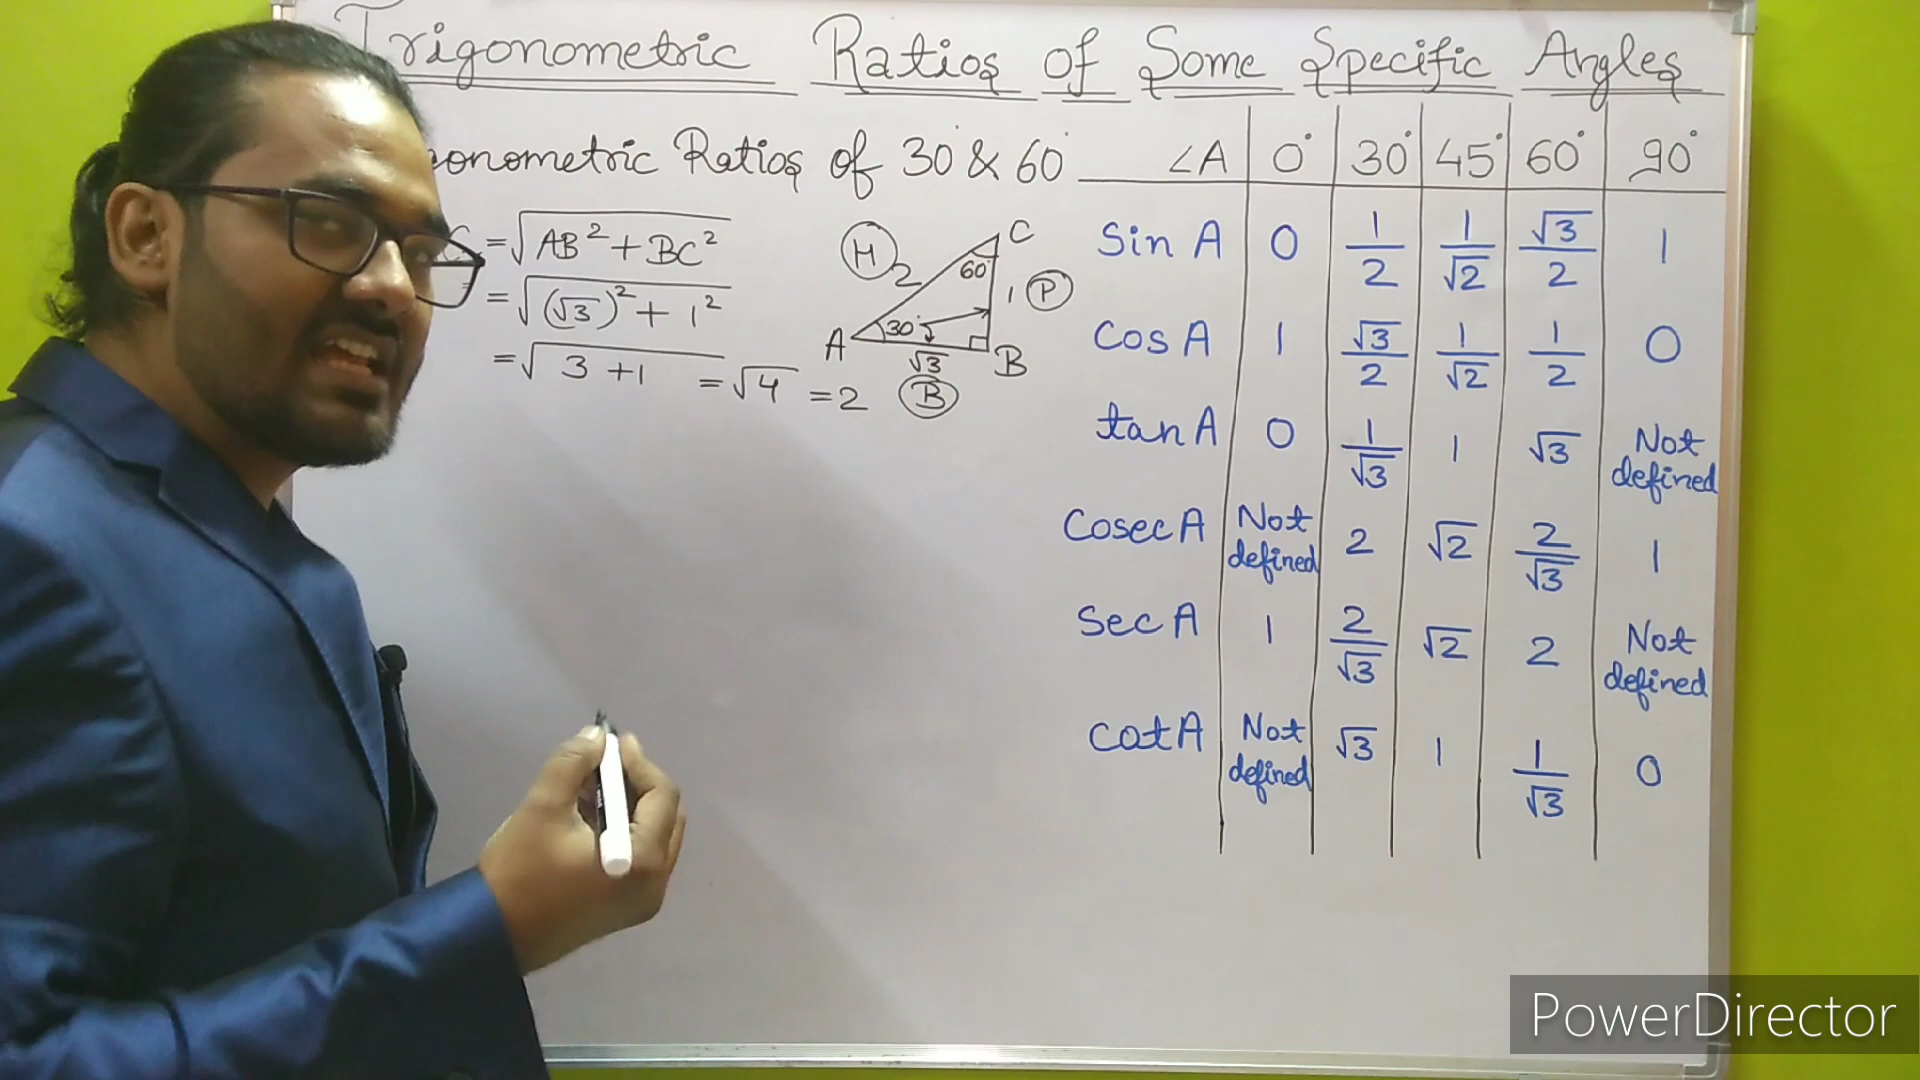 Trigonometric Ratios of Some Specific Angles
onometric Ratios of 30° & 60°
C = √AB² + BC²
= √(√3)² + 1²
= √3 + 1 = √4 = 2
H
2
C
60°
1
P
A
30°
√3
B
B
∠A 0° 30° 45° 60° 90°
Sin A 0 1/2 1/√2 √3/2 1
Cos A 1 √3/2 1/√2 1/2 0
tan A 0 1/√3 1 √3 Not defined
Cosec A Not defined 2 √2 2/√3 1
Sec A 1 2/√3 √2 2 Not defined
Cot A Not defined √3 1 1/√3 0
PowerDirector